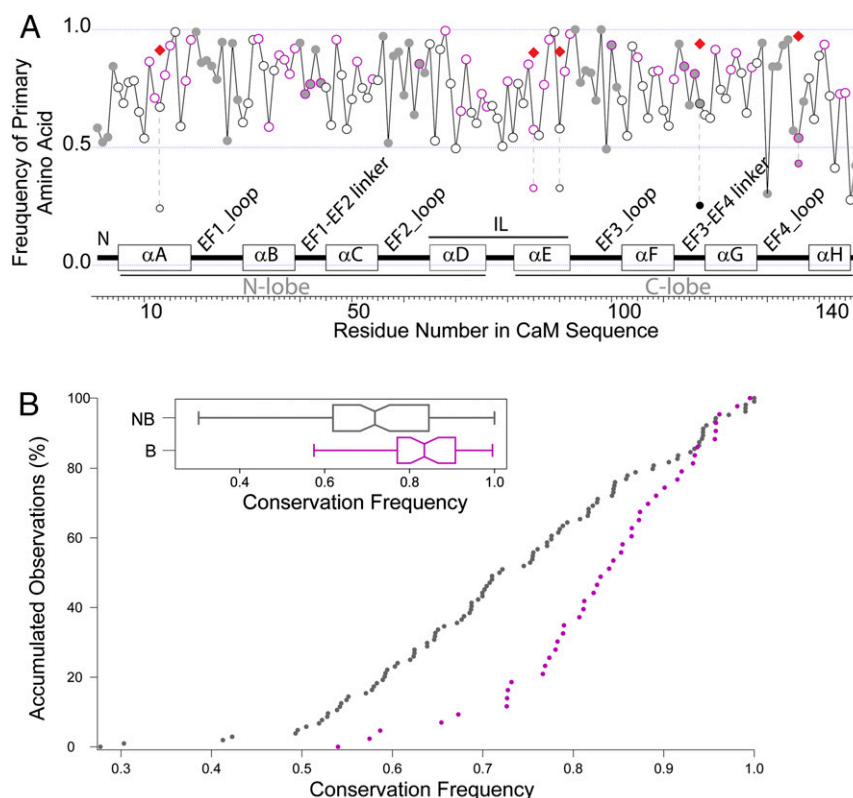 A
Freuquency of Primary
Amino Acid
1.0
0.5
0.0
N
EF1_loop
EF1-EF2 linker
EF2_loop
IL
EF3_loop
EF3-EF4 linker
EF4_loop
αA αB αC αD αE αF αG αH
N-lobe C-lobe
10 50 100 140
Residue Number in CaM Sequence
B
Accumulated Observations (%)
100
80
60
40
20
0
NB
B
0.4 0.6 0.8 1.0
Conservation Frequency
0.3 0.4 0.5 0.6 0.7 0.8 0.9 1.0
Conservation Frequency